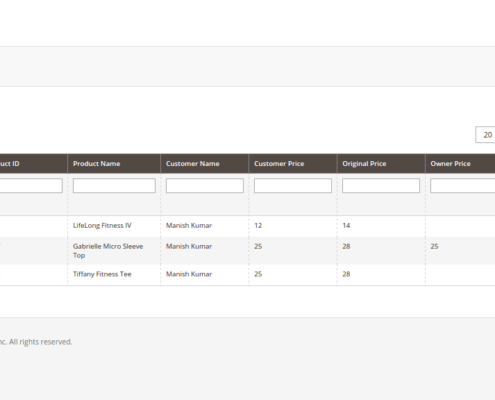 20
uct ID Product Name Customer Name Customer Price Original Price Owner Price
LifeLong Fitness IV Manish Kumar 12 14
Gabrielle Micro Sleeve Manish Kumar 25 28 25
Top
Tiffany Fitness Tee Manish Kumar 25 28
nc. All rights reserved.